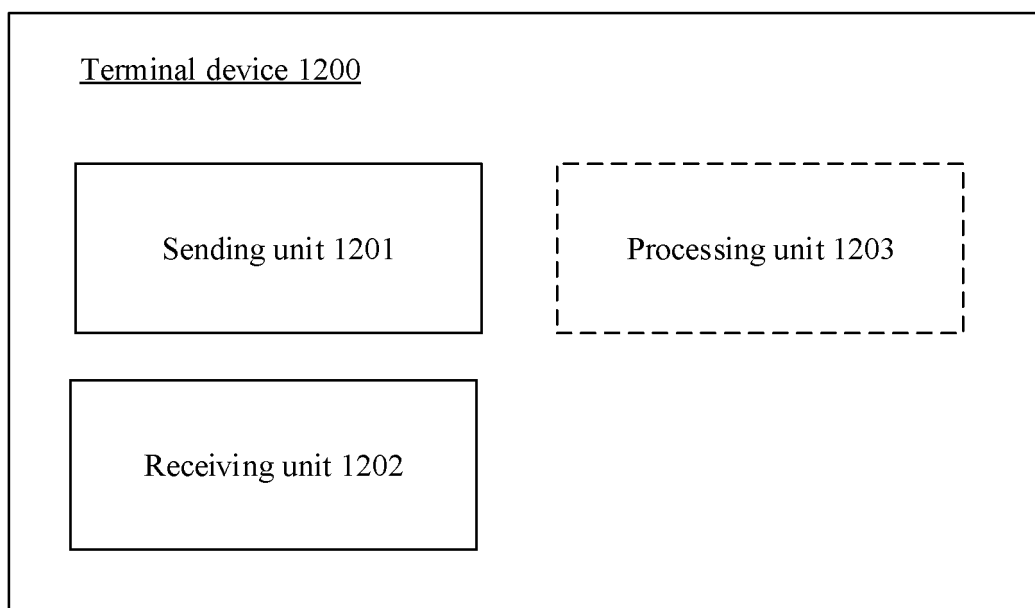 Terminal device 1200
Sending unit 1201
Processing unit 1203
Receiving unit 1202